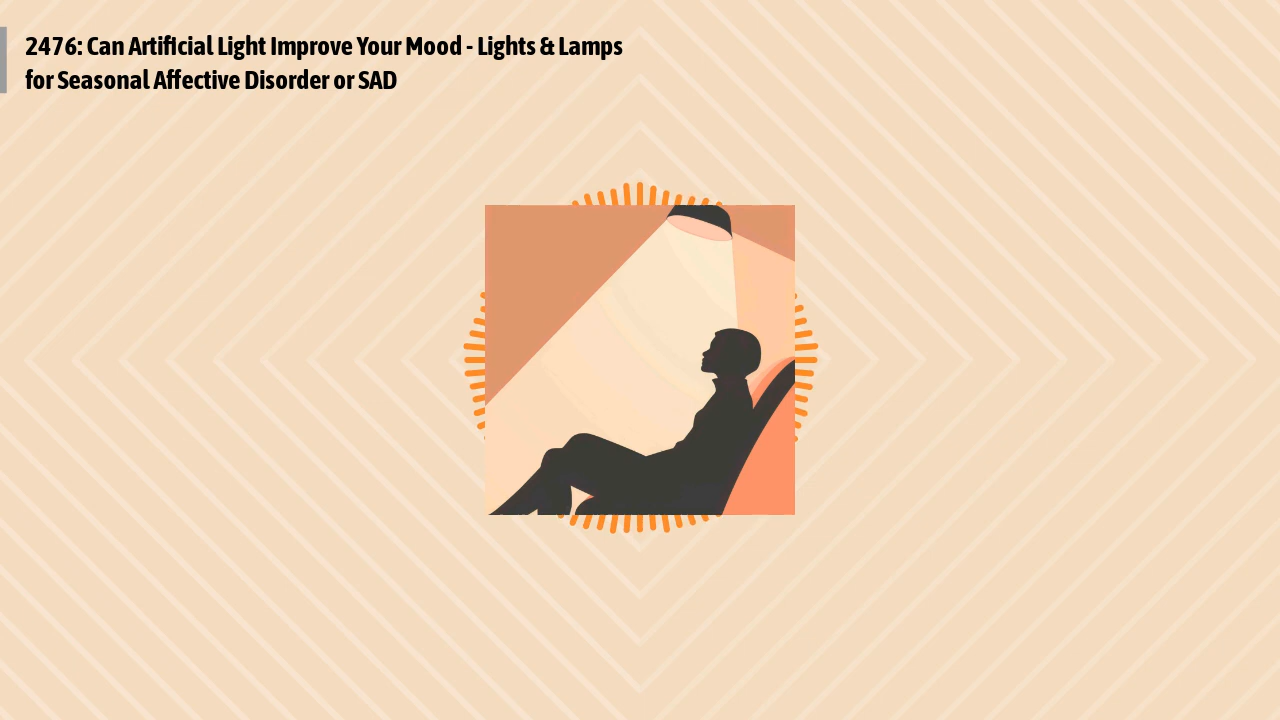 2476: Can Artificial Light Improve Your Mood - Lights & Lamps
for Seasonal Affective Disorder or SAD